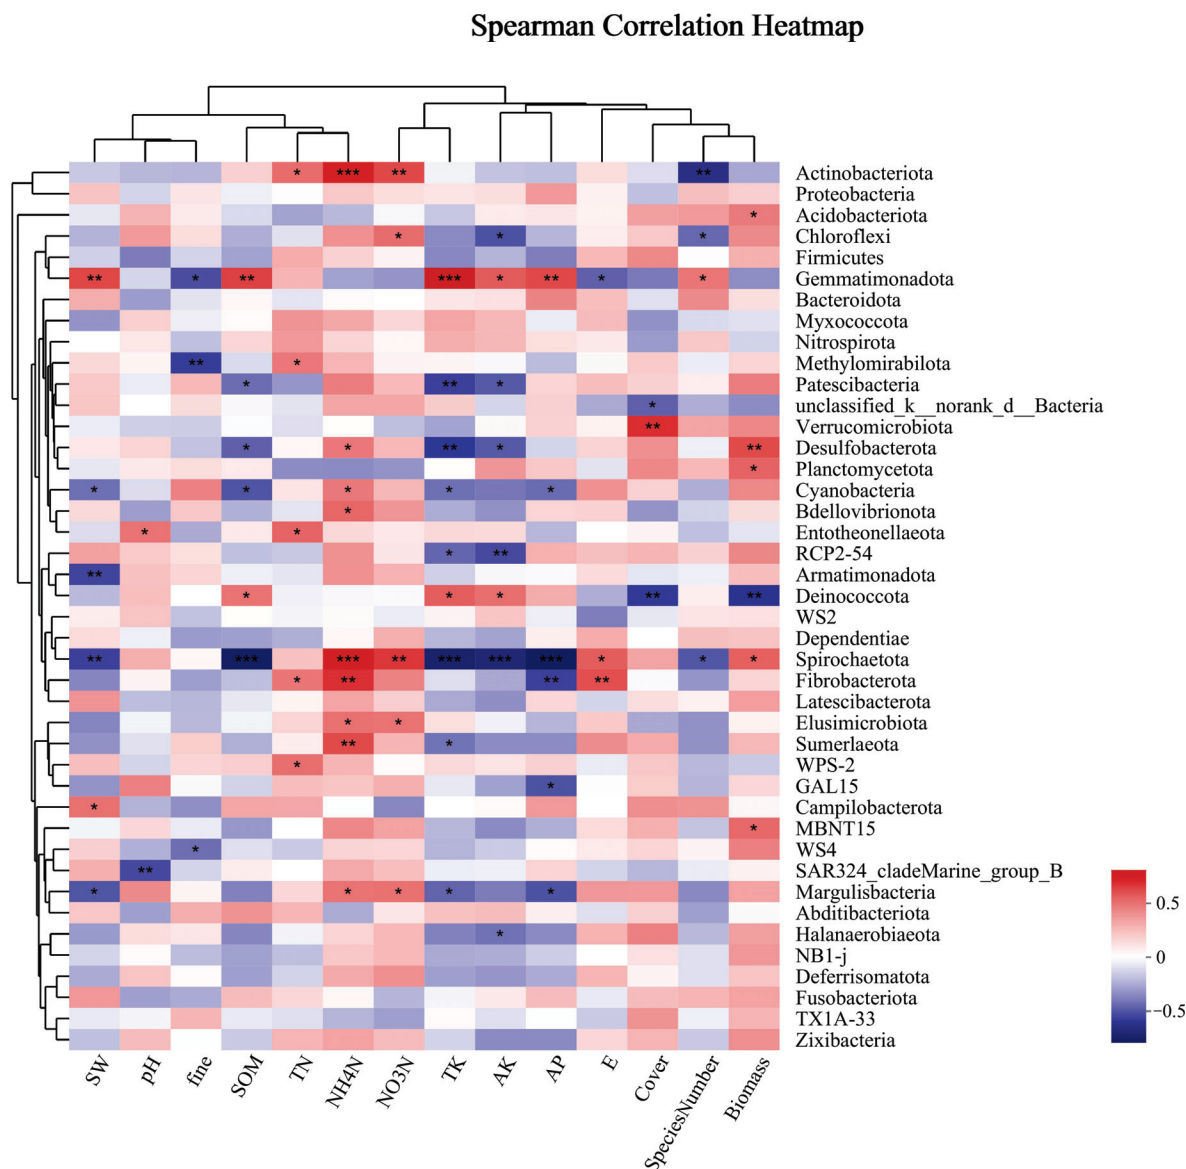 Spearman Correlation Heatmap
* *** ** ** Actinobacteriota
Proteobacteria
* Acidobacteriota
* * * Chloroflexi
Firmicutes
** * ** *** * ** * * Gemmatimonadota
Bacteroidota
Myxococcota
Nitrospirota
** * Methylomirabilota
* ** * Patescibacteria
* unclassified_k__norank_d__Bacteria
** Verrucomicrobiota
* * ** * ** Desulfobacterota
* Planctomycetota
* * * * * Cyanobacteria
* Bdellovibrionota
* * Entotheonellaeota
* ** RCP2-54
** Armatimonadota
* * * ** ** Deinococcota
WS2
Dependentiae
** *** *** ** *** *** *** * * * Spirochaetota
* ** ** ** Fibrobacterota
Latescibacterota
* * Elusimicrobiota
** * Sumerlaeota
* WPS-2
* GAL15
* Campilobacterota
* MBNT15
* WS4
** SAR324_cladeMarine_group_B
* * * * * Margulisbacteria
Abditibacteriota
* Halanaerobiaeota
NB1-j
Deferrisomatota
Fusobacteriota
TX1A-33
Zixibacteria
0.5
0
−0.5
SW
pH
fine
SOM
TN
NH4N
NO3N
TK
AK
AP
E
Cover
SpeciesNumber
Biomass